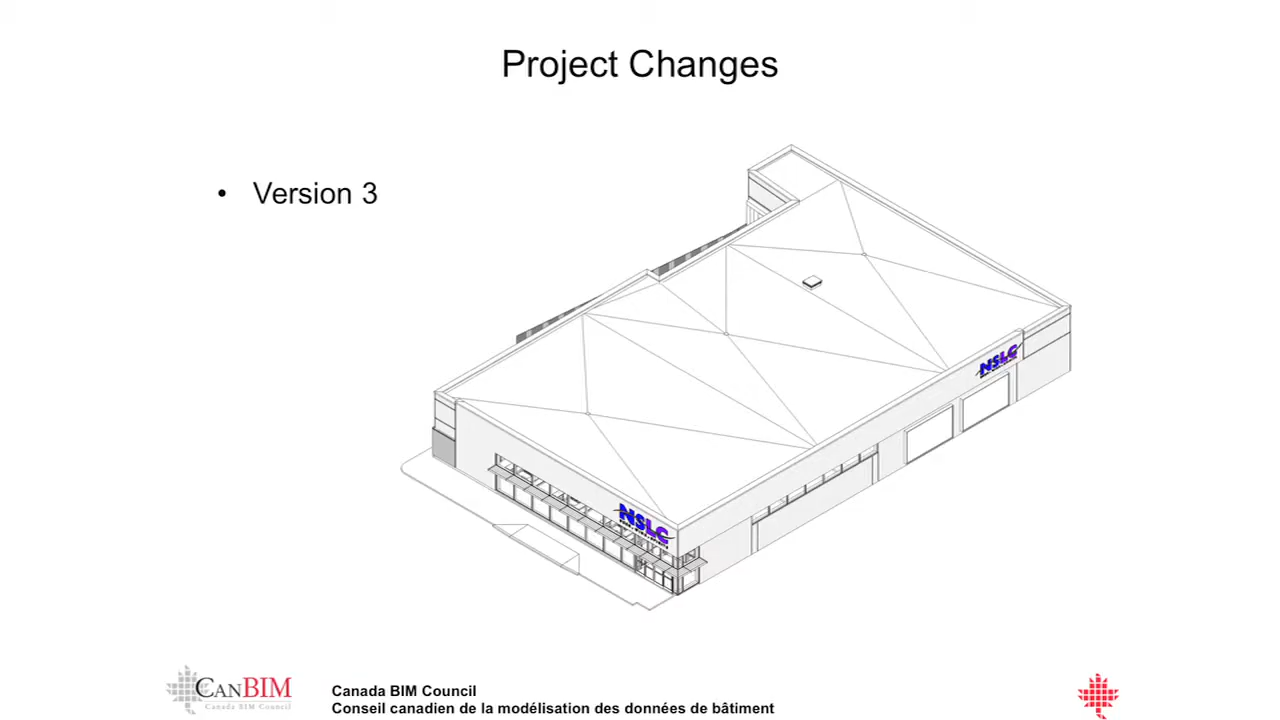 Project Changes
• Version 3
NSLC
NSLC
CANBIM
Canada BIM Council
Canada BIM Council
Conseil canadien de la modélisation des données de bâtiment